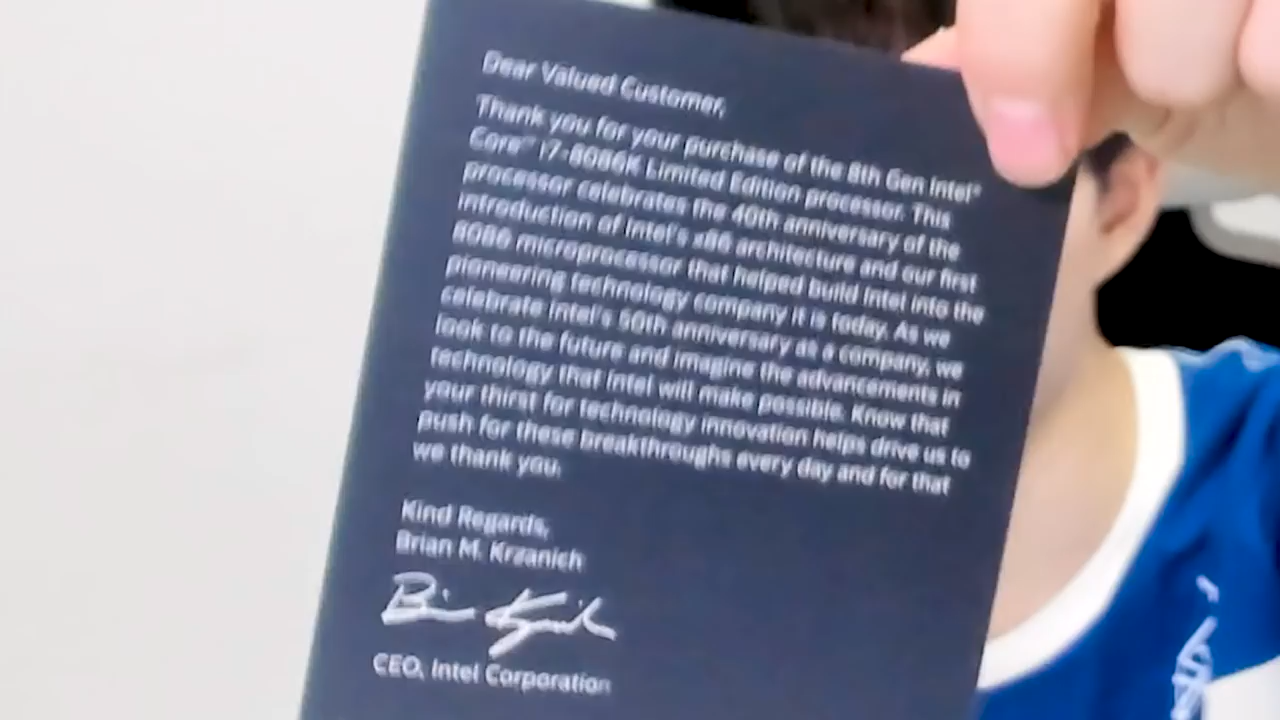 Dear Valued Customer,
Thank you for your purchase of the 8th Gen Intel®
Core™ i7-8086K Limited Edition processor. This
processor celebrates the 40th anniversary of the
introduction of Intel's x86 architecture and our first
8086 microprocessor that helped build Intel into the
pioneering technology company it is today. As we
celebrate Intel's 50th anniversary as a company, we
look to the future and imagine the advancements in
technology that Intel will make possible. Know that
your thirst for technology innovation helps drive us to
push for these breakthroughs every day and for that
we thank you.
Kind Regards,
Brian M. Krzanich
CEO, Intel Corporation